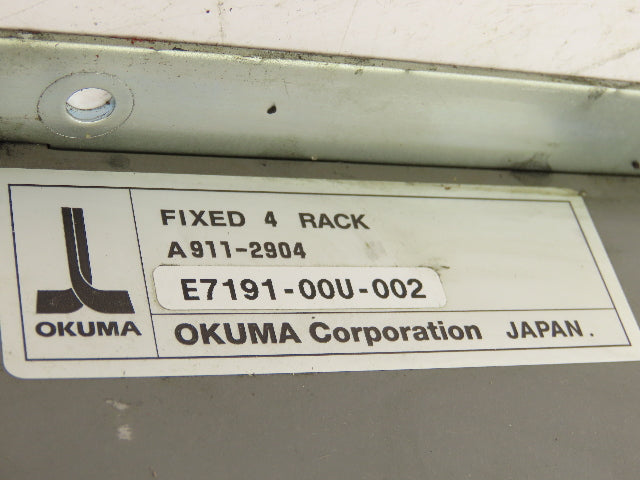 FIXED 4 RACK
A911-2904
E7191-00U-002
OKUMA
OKUMA Corporation JAPAN.